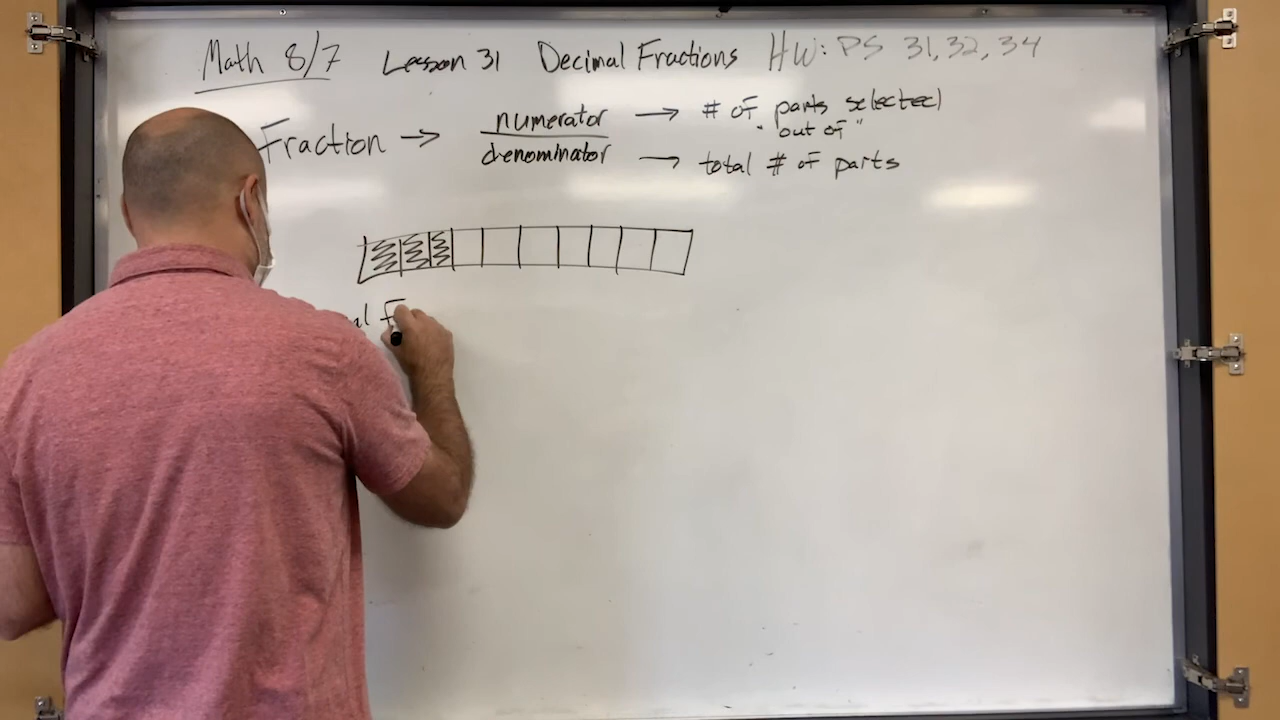 Math 8/7 Lesson 31 Decimal Fractions HW: PS 31, 32, 34
Fraction → numerator → # of parts selected
"out of"
denominator → total # of parts
al F